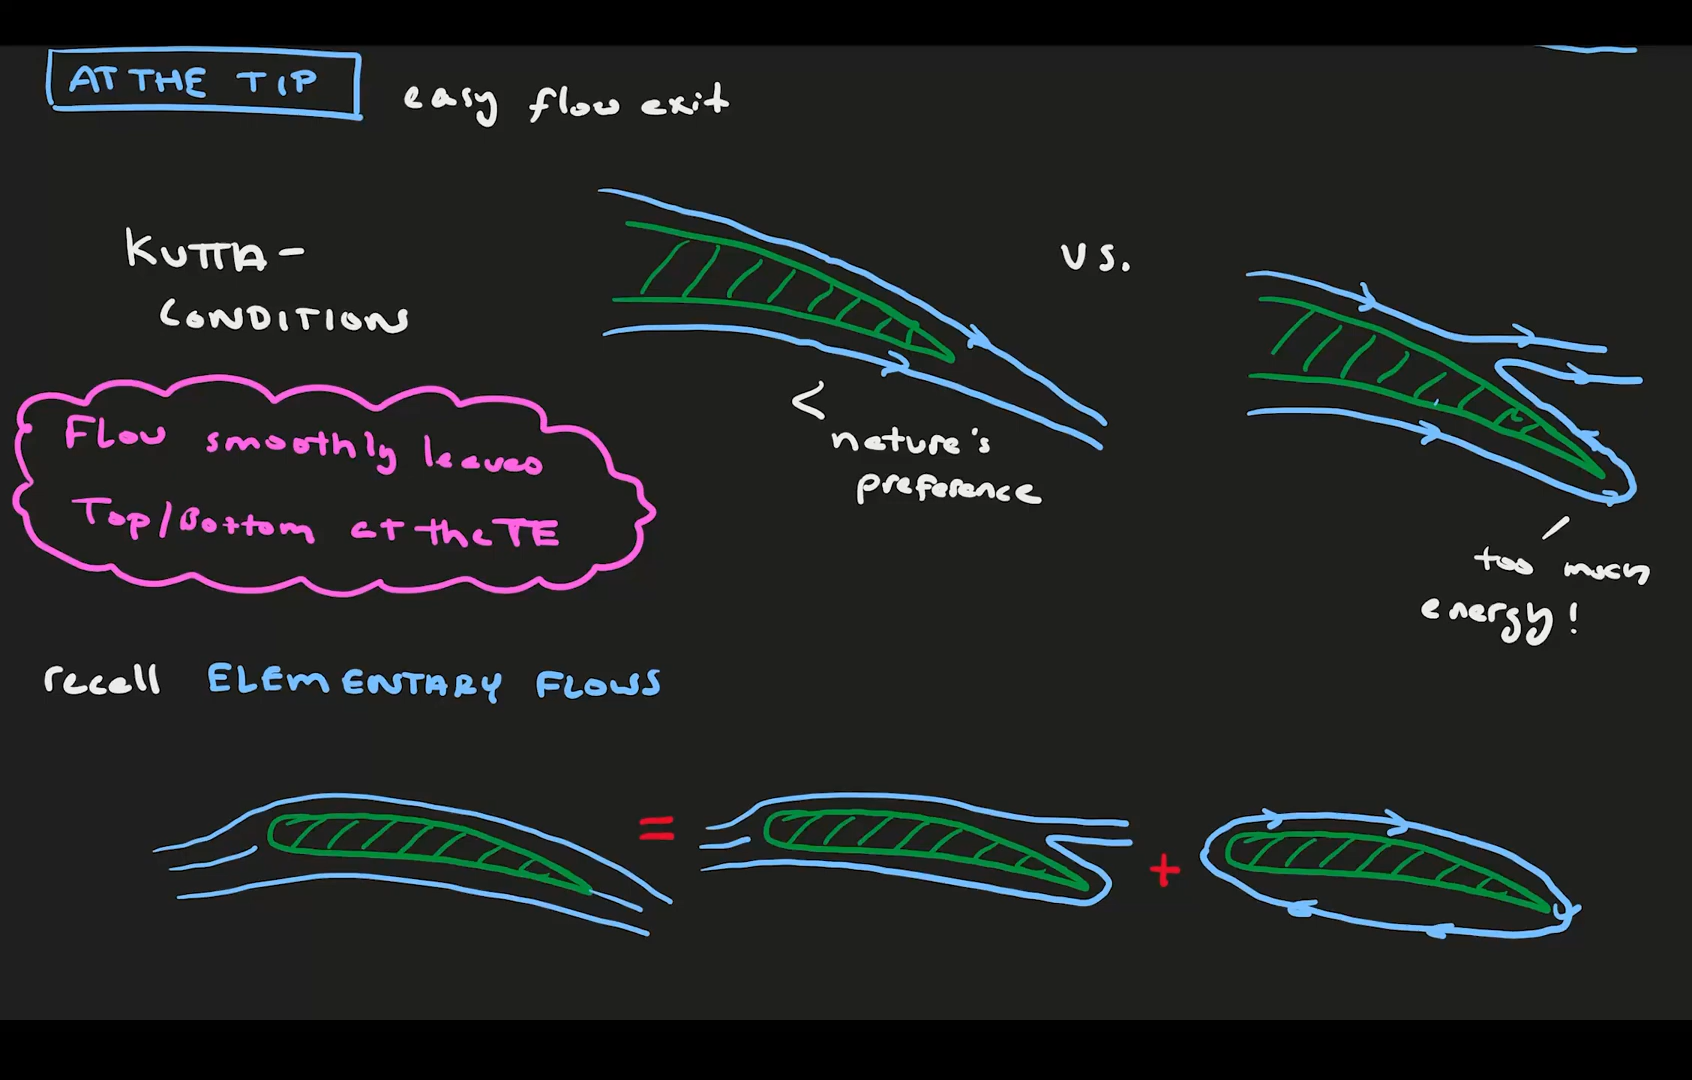 AT THE TIP
easy flow exit
KUTTA-
CONDITION
vs.
Flow smoothly leaves
Top/Bottom at the TE
<
nature's
preference
too much
energy!
recall ELEMENTARY FLOWS
=
+